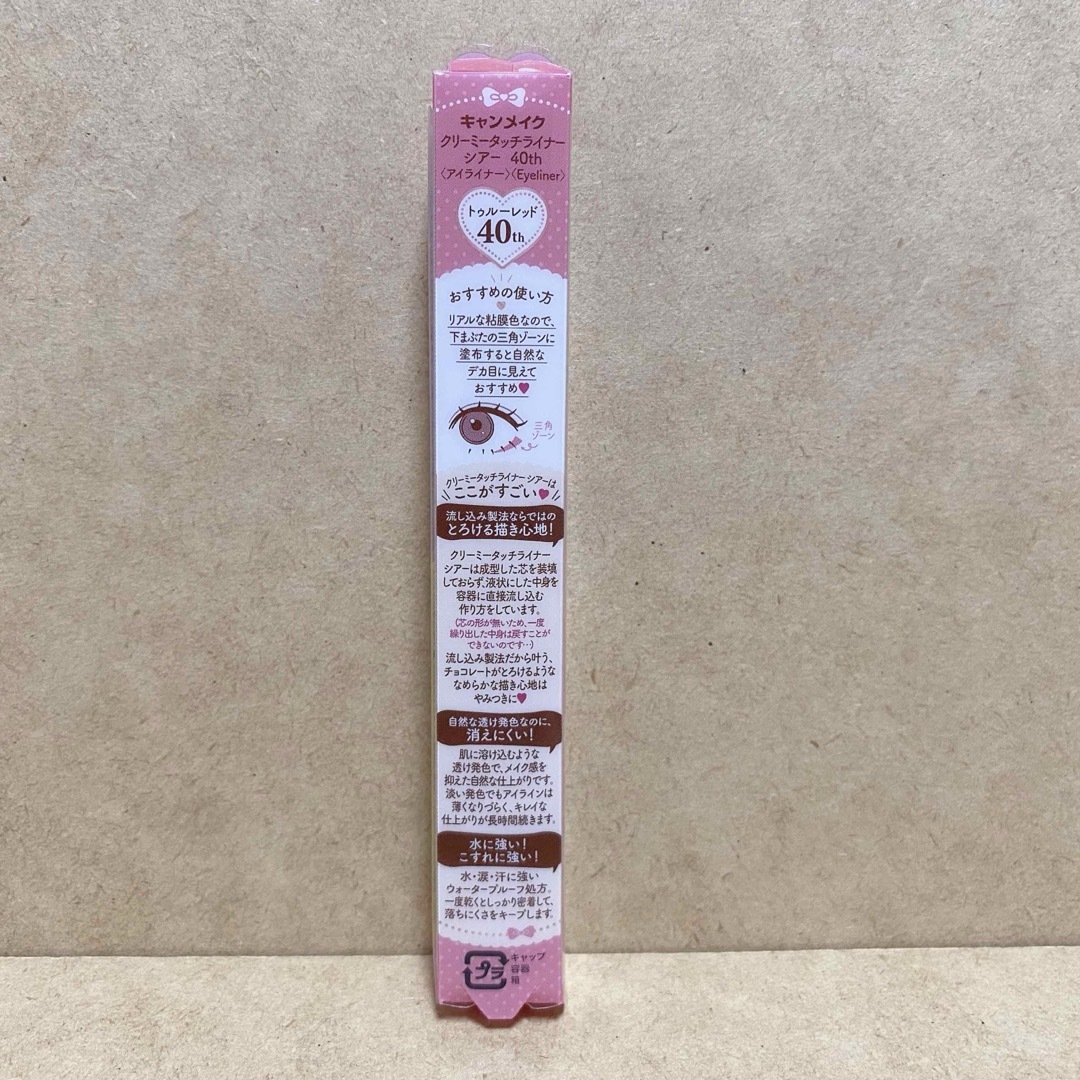 キャンメイク
クリーミータッチライナー
シアー 40th
〈アイライナー〉〈Eyeliner〉
トゥルーレッド
40th
おすすめの使い方
リアルな粘膜色なので、
下まぶたの三角ゾーンに
塗布すると自然な
デカ目に見えて
おすすめ♥
三角
ゾーン
クリーミータッチライナー シアーは
ここがすごい♥
流し込み製法ならではの
とろける描き心地!
クリーミータッチライナー
シアーは成型した芯を装填
しておらず、液状にした中身を
容器に直接流し込む
作り方をしています。
(芯の形が無いため、一度
繰り出した中身は戻すことが
できないのです…)
流し込み製法だから叶う、
チョコレートがとろけるような
なめらかな描き心地は
やみつきに♥
自然な透け発色なのに、
消えにくい!
肌に溶け込むような
透け発色で、メイク感を
抑えた自然な仕上がりです。
淡い発色でもアイラインは
薄くなりづらく、キレイな
仕上がりが長時間続きます。
水に強い!
こすれに強い!
水・涙・汗に強い
ウォータープルーフ処方。
一度乾くとしっかり密着して、
落ちにくさをキープします。
プラ
キャップ
容器
箱